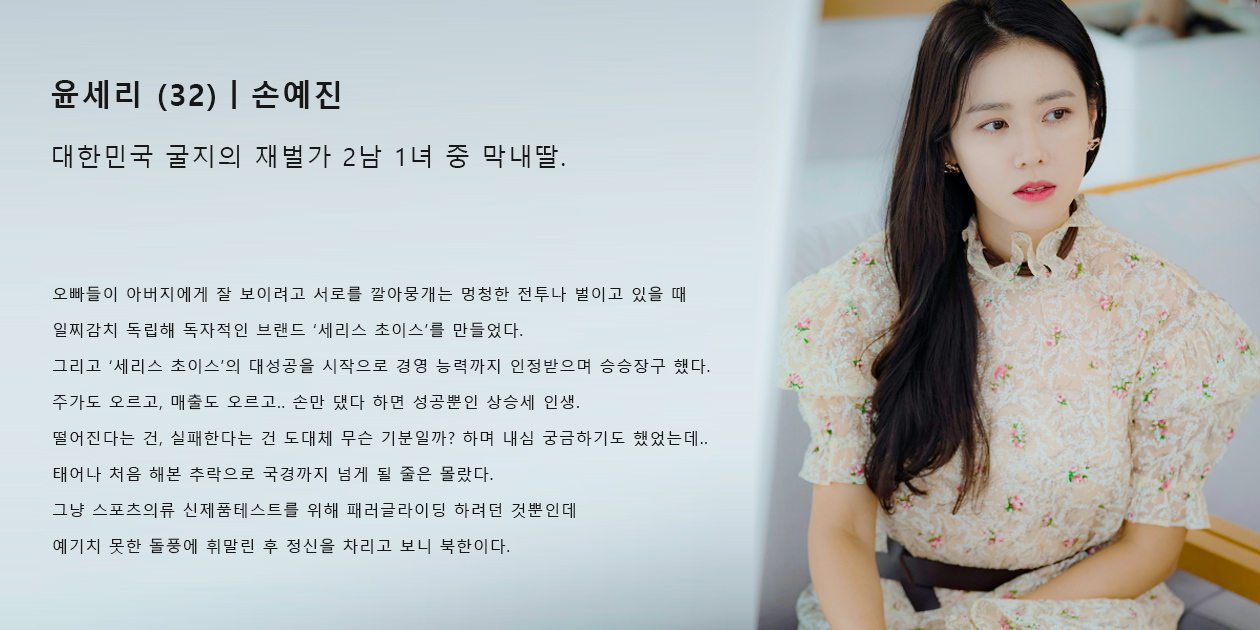 윤세리 (32) | 손예진
대한민국 굴지의 재벌가 2남 1녀 중 막내딸.
오빠들이 아버지에게 잘 보이려고 서로를 깔아뭉개는 멍청한 전투나 벌이고 있을 때
일찌감치 독립해 독자적인 브랜드 ‘세리스 초이스’를 만들었다.
그리고 ‘세리스 초이스’의 대성공을 시작으로 경영 능력까지 인정받으며 승승장구 했다.
주가도 오르고, 매출도 오르고.. 손만 댔다 하면 성공뿐인 상승세 인생.
떨어진다는 건, 실패한다는 건 도대체 무슨 기분일까? 하며 내심 궁금하기도 했었는데..
태어나 처음 해본 추락으로 국경까지 넘게 될 줄은 몰랐다.
그냥 스포츠의류 신제품테스트를 위해 패러글라이딩 하려던 것뿐인데
예기치 못한 돌풍에 휘말린 후 정신을 차리고 보니 북한이다.